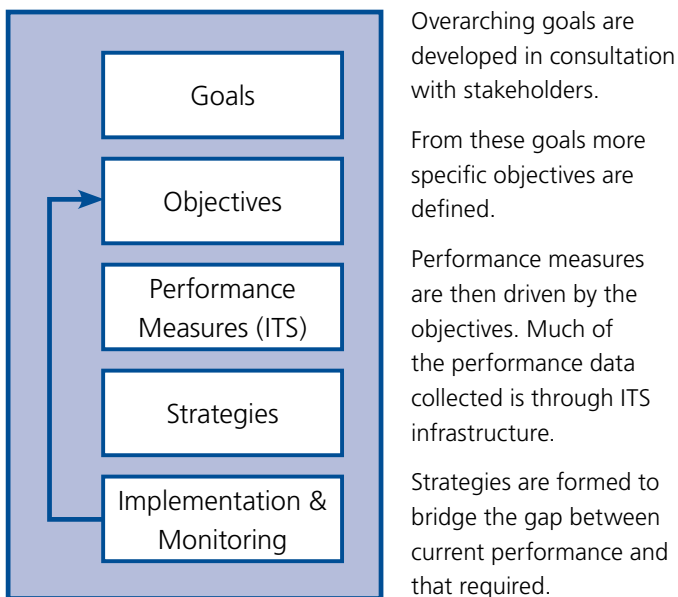 Goals
Objectives
Performance
Measures (ITS)
Strategies
Implementation &
Monitoring
Overarching goals are
developed in consultation
with stakeholders.
From these goals more
specific objectives are
defined.
Performance measures
are then driven by the
objectives. Much of
the performance data
collected is through ITS
infrastructure.
Strategies are formed to
bridge the gap between
current performance and
that required.